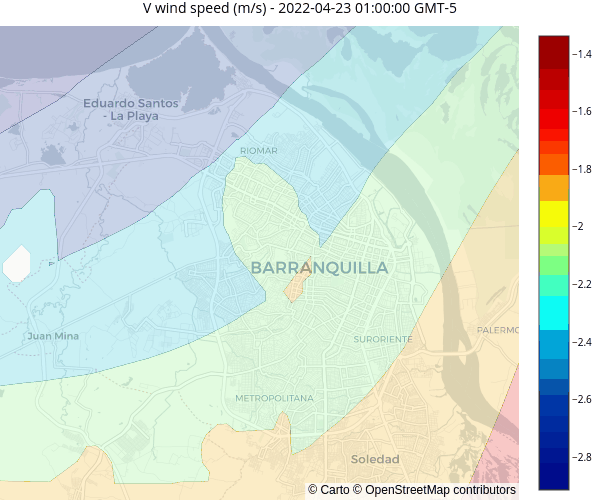 V wind speed (m/s) - 2022-04-23 01:00:00 GMT-5
−1.4
Eduardo Santos
- La Playa
−1.6
RIOMAR
−1.8
−2
P
BARRANQUILLA
−2.2
Juan Mina
SURORIENTE
PALERMO
−2.4
METROPOLITANA
−2.6
Soledad
−2.8
© Carto © OpenStreetMap contributors